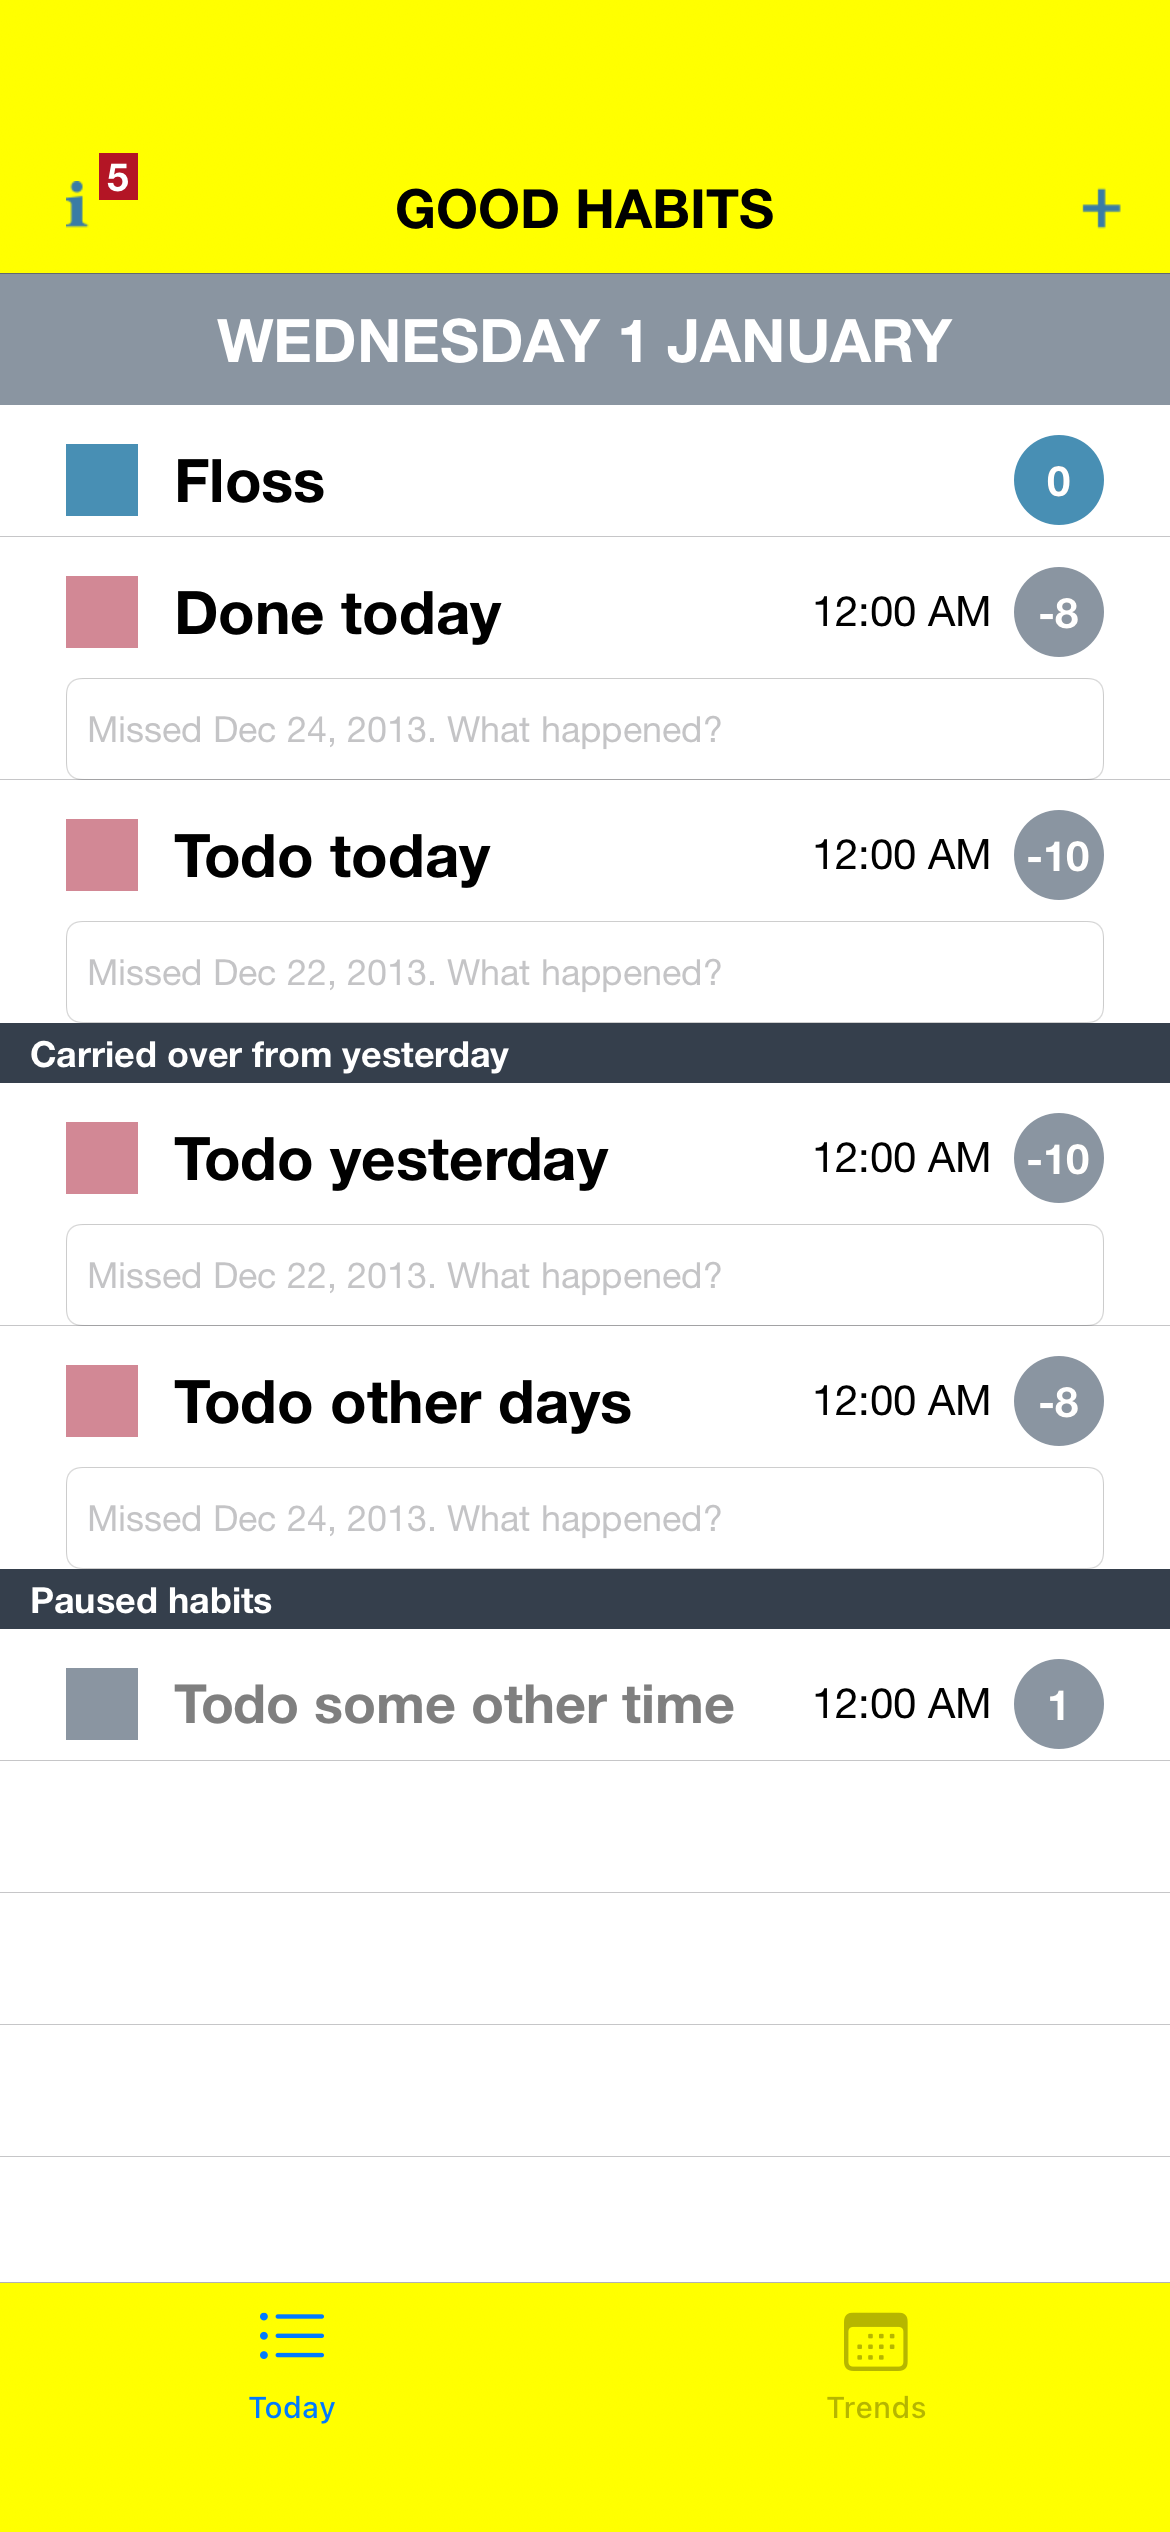 5
GOOD HABITS
+
WEDNESDAY 1 JANUARY
Floss 0
Done today 12:00 AM -8
Missed Dec 24, 2013. What happened?
Todo today 12:00 AM -10
Missed Dec 22, 2013. What happened?
Carried over from yesterday
Todo yesterday 12:00 AM -10
Missed Dec 22, 2013. What happened?
Todo other days 12:00 AM -8
Missed Dec 24, 2013. What happened?
Paused habits
Todo some other time 12:00 AM 1
Today Trends